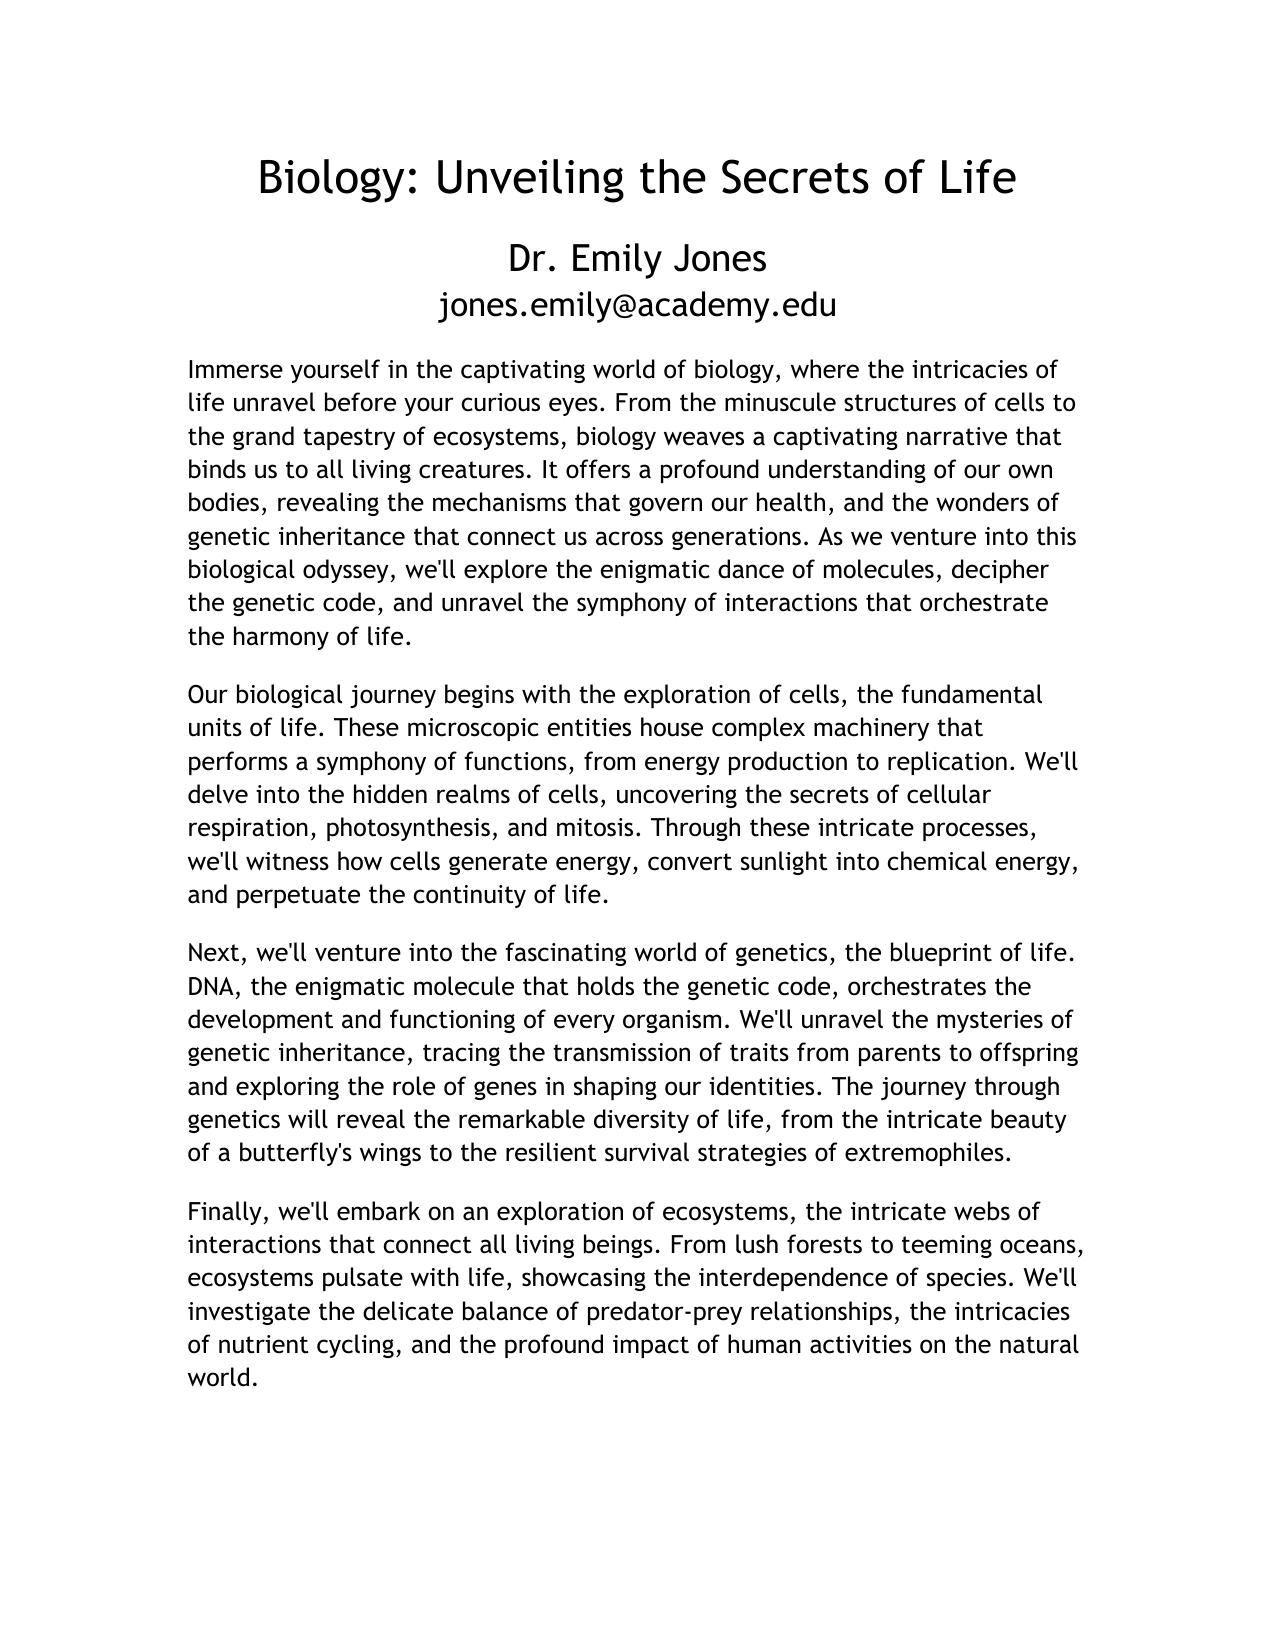 Biology: Unveiling the Secrets of Life
Dr. Emily Jones
jones.emily@academy.edu
Immerse yourself in the captivating world of biology, where the intricacies of
life unravel before your curious eyes. From the minuscule structures of cells to
the grand tapestry of ecosystems, biology weaves a captivating narrative that
binds us to all living creatures. It offers a profound understanding of our own
bodies, revealing the mechanisms that govern our health, and the wonders of
genetic inheritance that connect us across generations. As we venture into this
biological odyssey, we'll explore the enigmatic dance of molecules, decipher
the genetic code, and unravel the symphony of interactions that orchestrate
the harmony of life.
Our biological journey begins with the exploration of cells, the fundamental
units of life. These microscopic entities house complex machinery that
performs a symphony of functions, from energy production to replication. We'll
delve into the hidden realms of cells, uncovering the secrets of cellular
respiration, photosynthesis, and mitosis. Through these intricate processes,
we'll witness how cells generate energy, convert sunlight into chemical energy,
and perpetuate the continuity of life.
Next, we'll venture into the fascinating world of genetics, the blueprint of life.
DNA, the enigmatic molecule that holds the genetic code, orchestrates the
development and functioning of every organism. We'll unravel the mysteries of
genetic inheritance, tracing the transmission of traits from parents to offspring
and exploring the role of genes in shaping our identities. The journey through
genetics will reveal the remarkable diversity of life, from the intricate beauty
of a butterfly's wings to the resilient survival strategies of extremophiles.
Finally, we'll embark on an exploration of ecosystems, the intricate webs of
interactions that connect all living beings. From lush forests to teeming oceans,
ecosystems pulsate with life, showcasing the interdependence of species. We'll
investigate the delicate balance of predator-prey relationships, the intricacies
of nutrient cycling, and the profound impact of human activities on the natural
world.